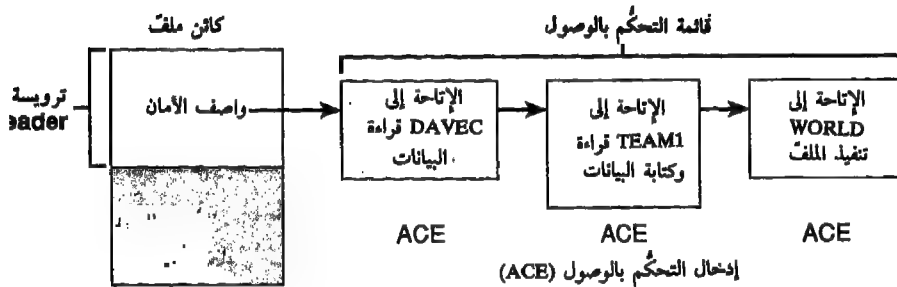 كائن ملفّ
قائمة التحكُّم بالوصول
ترويسة
eader
واصف الأمان
الإتاحة إلى
DAVEC قراءة
البيانات
الإتاحة إلى
TEAM1 قراءة
وكتابة البيانات
الإتاحة إلى
WORLD
تنفيذ الملفّ
ACE
ACE
ACE
إدخال التحكُّم بالوصول (ACE)